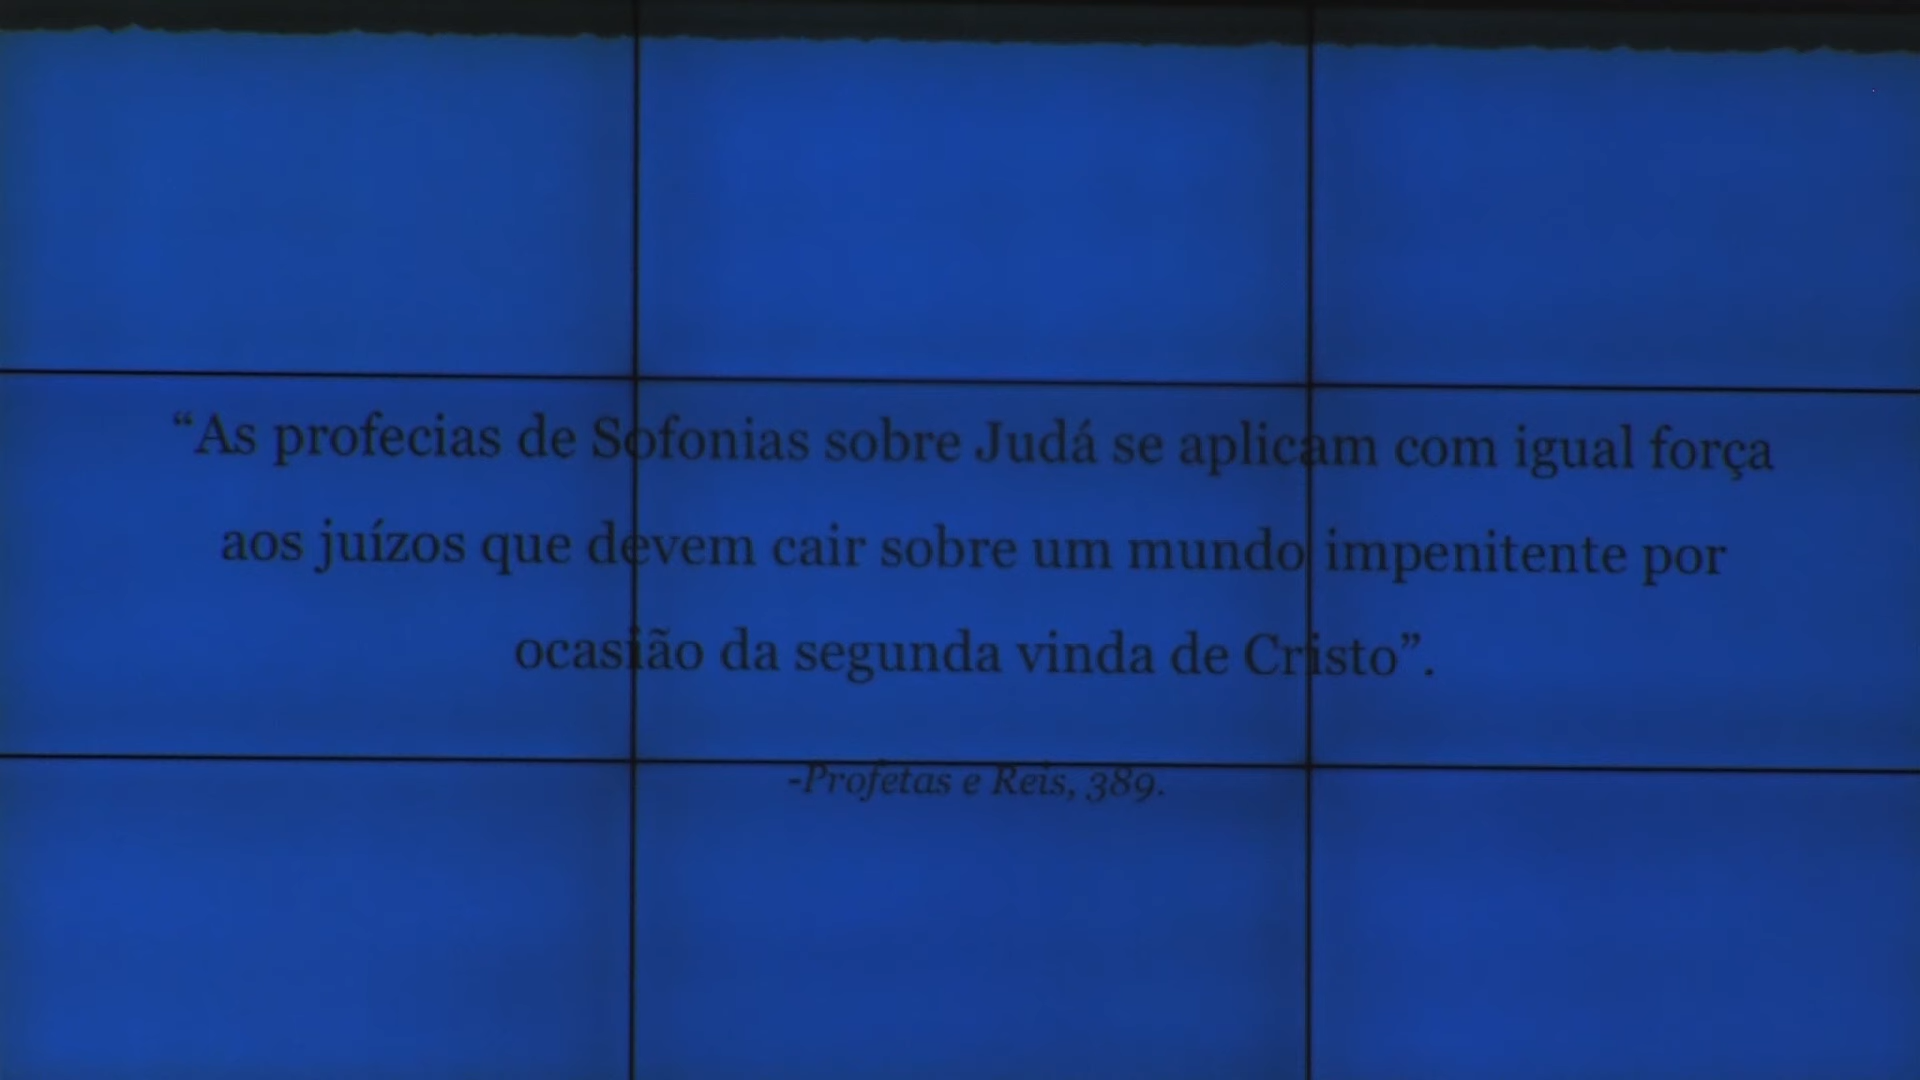 “As profecias de Sofonias sobre Judá se aplicam com igual força
aos juízos que devem cair sobre um mundo impenitente por
ocasião da segunda vinda de Cristo”.
-Profetas e Reis, 389.